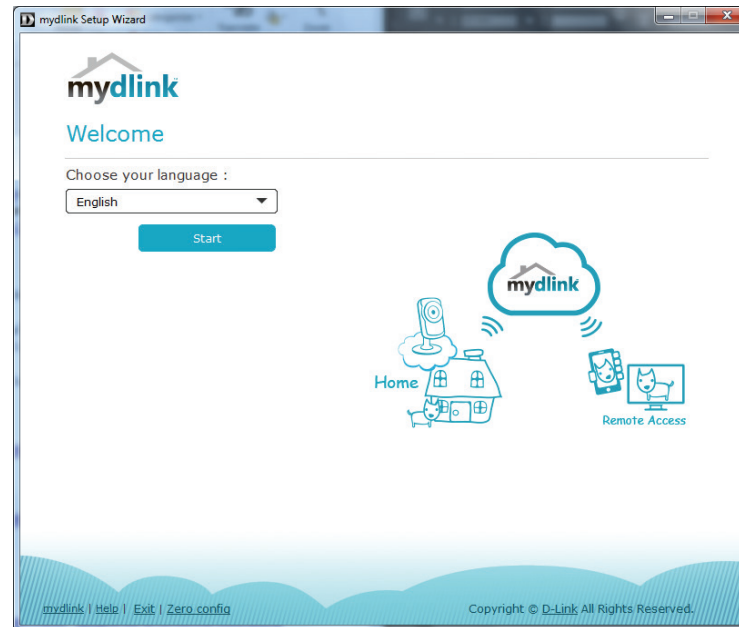 mydlink Setup Wizard
mydlink
Welcome
Choose your language :
English
Start
mydlink
Home
Remote Access
mydlink | Help | Exit | Zero config
Copyright © D-Link All Rights Reserved.